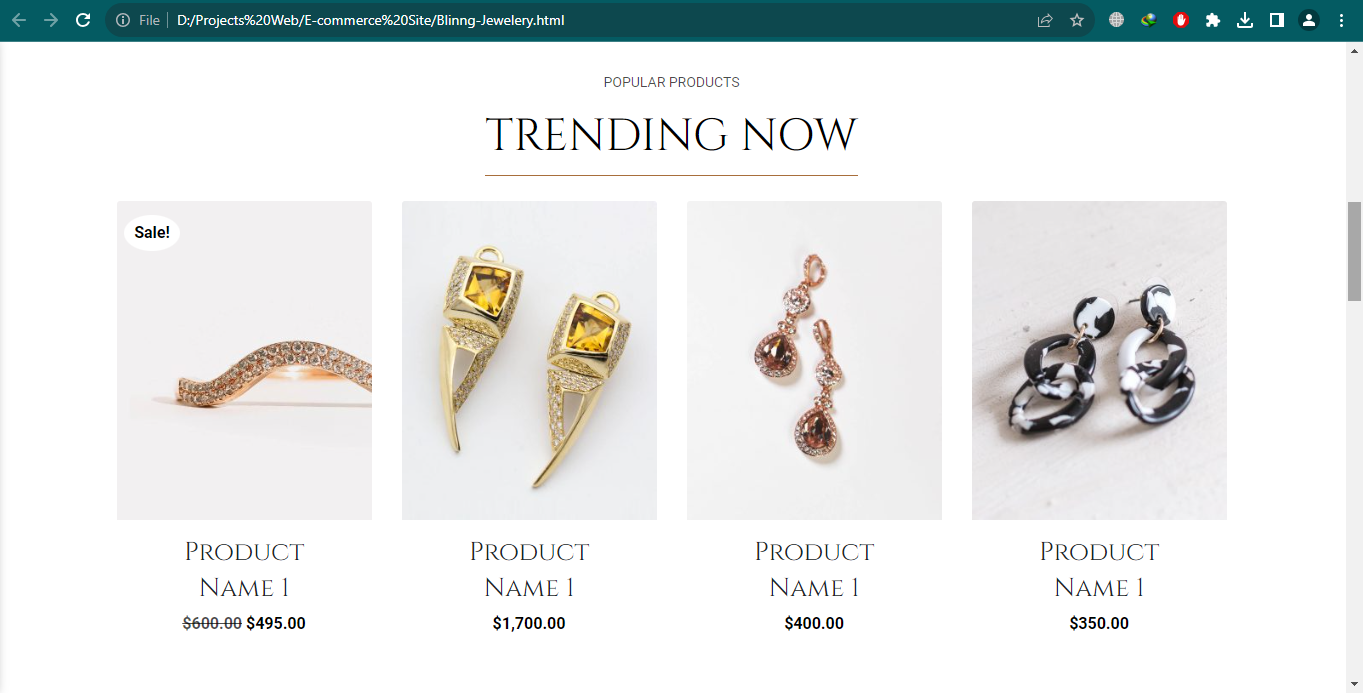 File
D:/Projects%20Web/E-commerce%20Site/Blinng-Jewelery.html
POPULAR PRODUCTS
TRENDING NOW
Sale!
Product
Name 1
$600.00 $495.00
Product
Name 1
$1,700.00
Product
Name 1
$400.00
Product
Name 1
$350.00